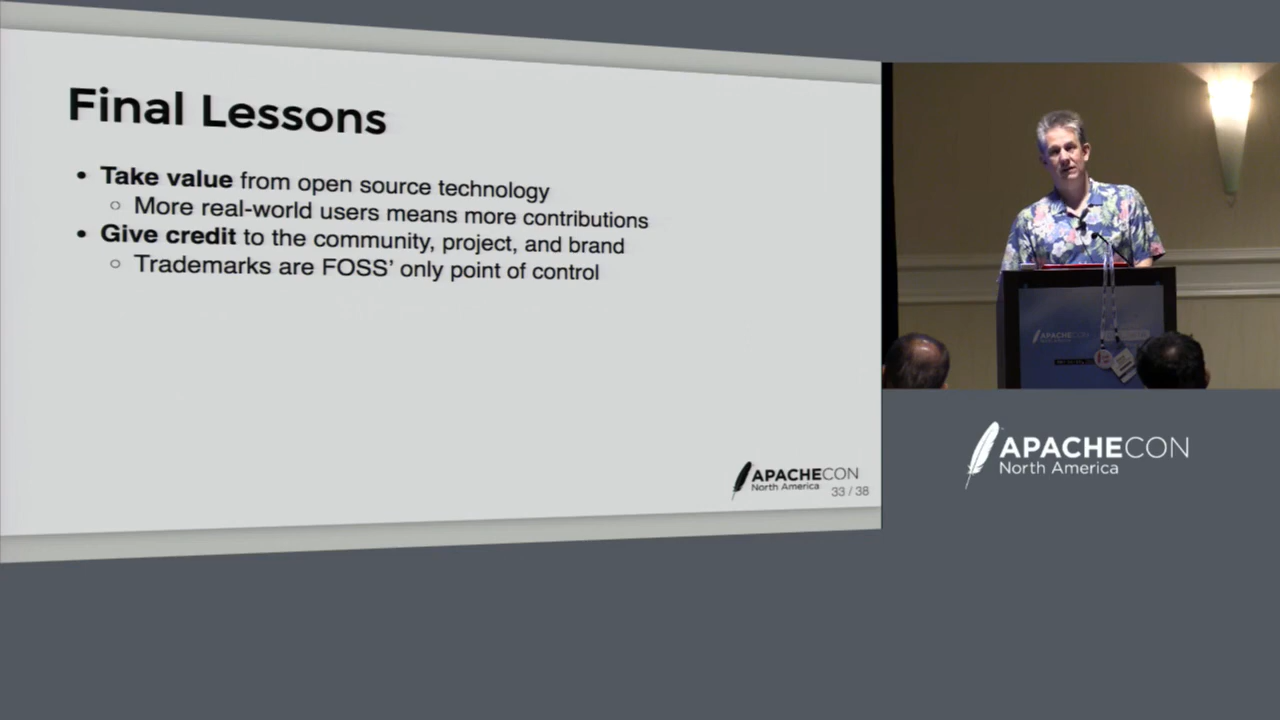 Final Lessons
• Take value from open source technology
○ More real-world users means more contributions
• Give credit to the community, project, and brand
○ Trademarks are FOSS’ only point of control
APACHECON
North America
33 / 38
APACHECON
North America
APACHECON